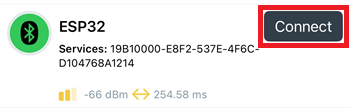 ESP32
Connect
Services: 19B10000-E8F2-537E-4F6C-
D104768A1214
-66 dBm 254.58 ms